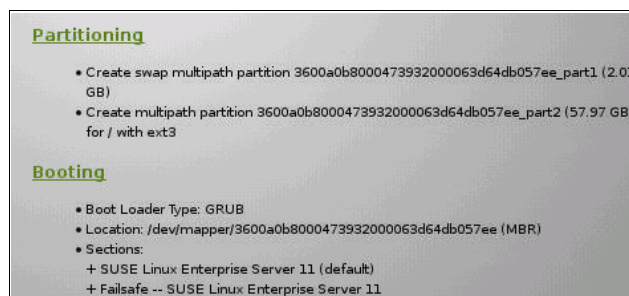 Partitioning
• Create swap multipath partition 3600a0b8000473932000063d64db057ee_part1 (2.0
GB)
• Create multipath partition 3600a0b8000473932000063d64db057ee_part2 (57.97 GB
for / with ext3
Booting
• Boot Loader Type: GRUB
• Location: /dev/mapper/3600a0b8000473932000063d64db057ee (MBR)
• Sections:
+ SUSE Linux Enterprise Server 11 (default)
+ Failsafe -- SUSE Linux Enterprise Server 11